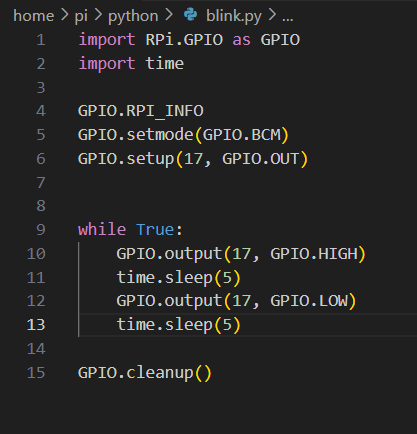 home > pi > python > blink.py > ...
1 import RPi.GPIO as GPIO
2 import time
3
4 GPIO.RPI_INFO
5 GPIO.setmode(GPIO.BCM)
6 GPIO.setup(17, GPIO.OUT)
7
8
9 while True:
10     GPIO.output(17, GPIO.HIGH)
11     time.sleep(5)
12     GPIO.output(17, GPIO.LOW)
13     time.sleep(5)
14
15 GPIO.cleanup()